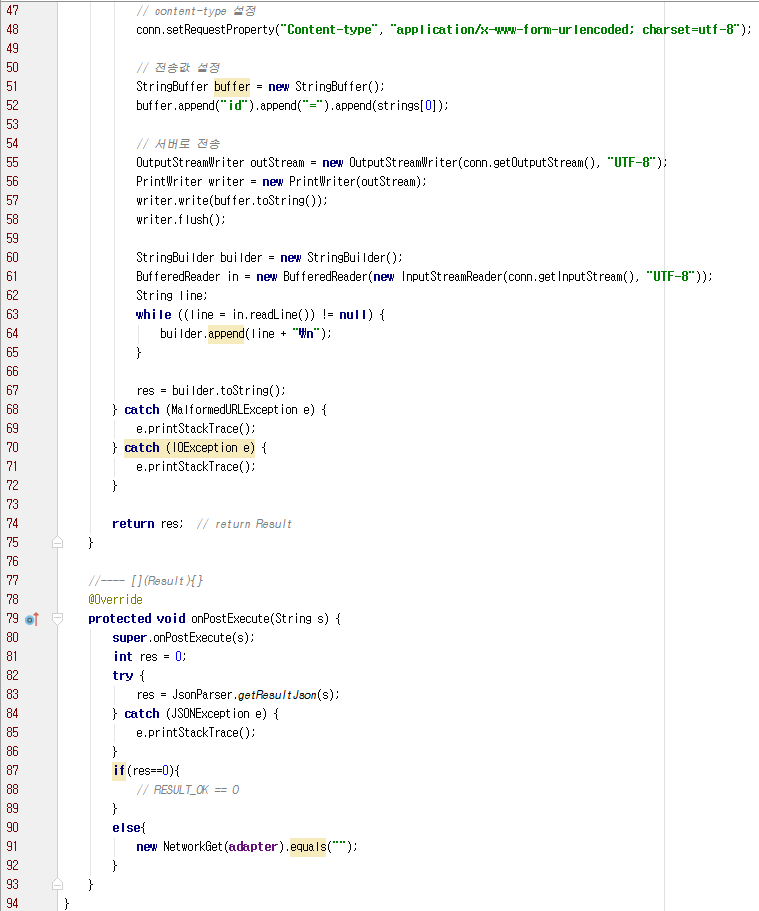 47 // content-type 설정
48 conn.setRequestProperty("Content-type", "application/x-www-form-urlencoded; charset=utf-8");
49
50 // 전송값 설정
51 StringBuffer buffer = new StringBuffer();
52 buffer.append("id").append("=").append(strings[0]);
53
54 // 서버로 전송
55 OutputStreamWriter outStream = new OutputStreamWriter(conn.getOutputStream(), "UTF-8");
56 PrintWriter writer = new PrintWriter(outStream);
57 writer.write(buffer.toString());
58 writer.flush();
59
60 StringBuilder builder = new StringBuilder();
61 BufferedReader in = new BufferedReader(new InputStreamReader(conn.getInputStream(), "UTF-8"));
62 String line;
63 while ((line = in.readLine()) != null) {
64 builder.append(line + "₩n");
65 }
66
67 res = builder.toString();
68 } catch (MalformedURLException e) {
69 e.printStackTrace();
70 } catch (IOException e) {
71 e.printStackTrace();
72 }
73
74 return res; // return Result
75 }
76
77 //---- [](Result){}
78 @Override
79 protected void onPostExecute(String s) {
80 super.onPostExecute(s);
81 int res = 0;
82 try {
83 res = JsonParser.getResultJson(s);
84 } catch (JSONException e) {
85 e.printStackTrace();
86 }
87 if(res==0){
88 // RESULT_OK == 0
89 }
90 else{
91 new NetworkGet(adapter).equals("");
92 }
93 }
94 }